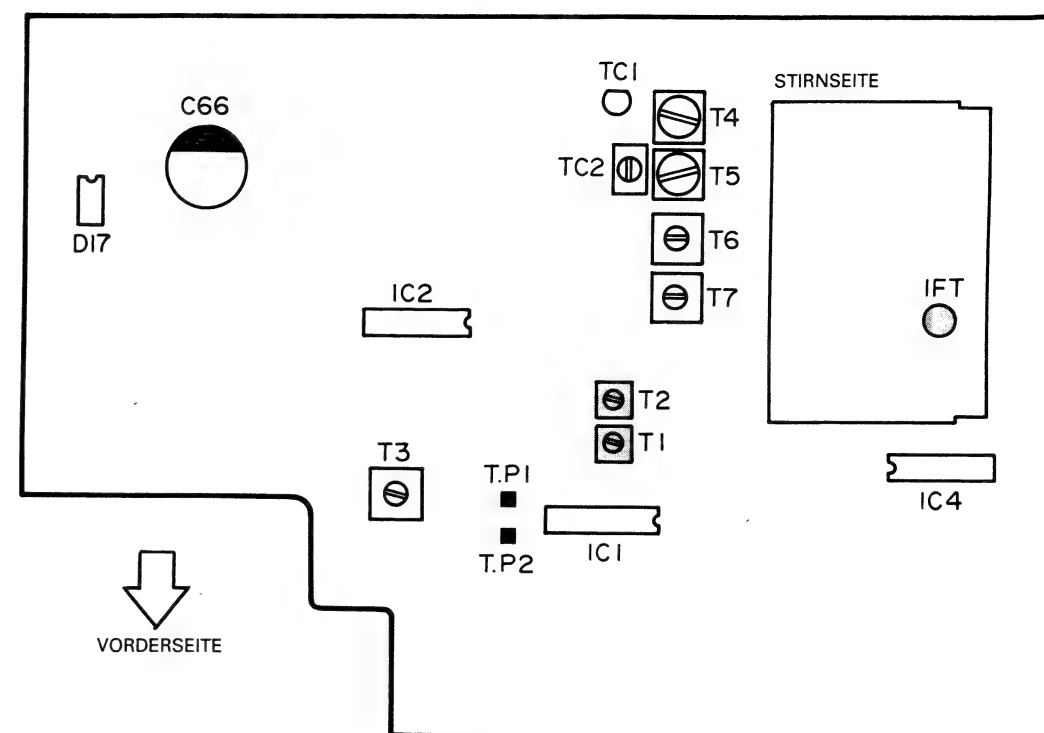 TC1
STIRNSEITE
C66
T4
TC2
T5
D17
T6
IC2
T7
IFT
T2
T1
T3
T.P1
IC4
IC1
T.P2
VORDERSEITE